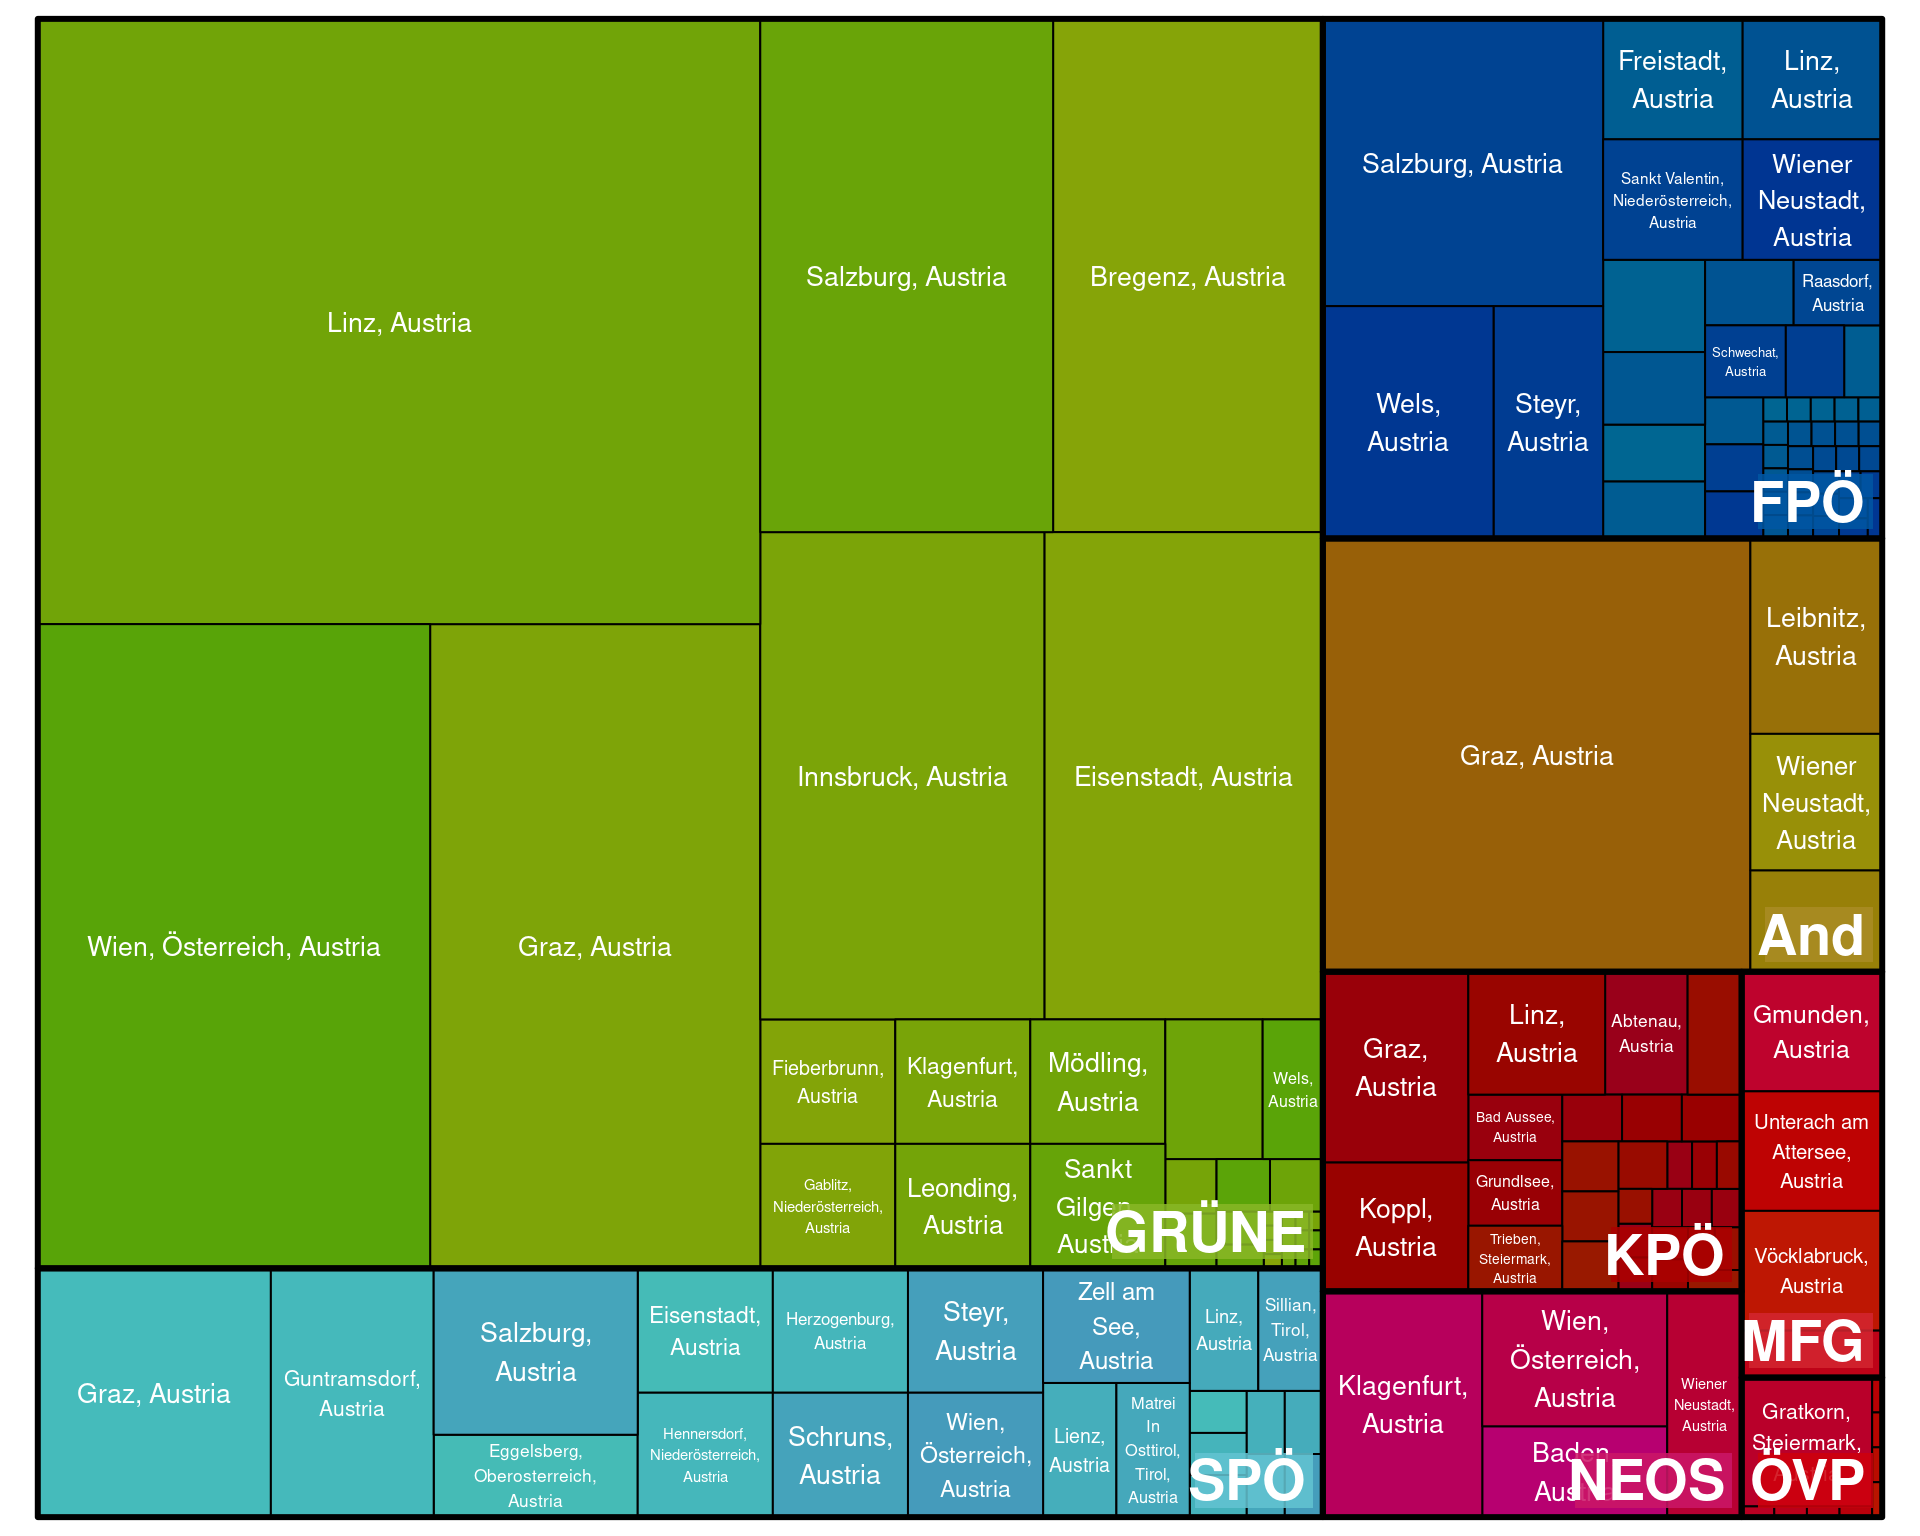 Linz, Austria
Salzburg, Austria
Bregenz, Austria
Wien, Österreich, Austria
Graz, Austria
Innsbruck, Austria
Eisenstadt, Austria
Fieberbrunn,
Austria
Klagenfurt,
Austria
Mödling,
Austria
Wels,
Austria
Gablitz,
Niederösterreich,
Austria
Leonding,
Austria
Sankt
Gilgen
Austria
GRÜNE
Salzburg, Austria
Freistadt,
Austria
Linz,
Austria
Sankt Valentin,
Niederösterreich,
Austria
Wiener
Neustadt,
Austria
Wels,
Austria
Steyr,
Austria
Raasdorf,
Austria
Schwechat,
Austria
FPÖ
Graz, Austria
Leibnitz,
Austria
Wiener
Neustadt,
Austria
And
Graz,
Austria
Linz,
Austria
Abtenau,
Austria
Bad Aussee,
Austria
Koppl,
Austria
Grundlsee,
Austria
Trieben,
Steiermark,
Austria
KPÖ
Gmunden,
Austria
Unterach am
Attersee,
Austria
Vöcklabruck,
Austria
MFG
Graz, Austria
Guntramsdorf,
Austria
Salzburg,
Austria
Eggelsberg,
Oberosterreich,
Austria
Eisenstadt,
Austria
Hennersdorf,
Niederösterreich,
Austria
Herzogenburg,
Austria
Schruns,
Austria
Steyr,
Austria
Wien,
Österreich,
Austria
Zell am
See,
Austria
Lienz,
Austria
Matrei
In
Osttirol,
Tirol,
Austria
Linz,
Austria
Sillian,
Tirol,
Austria
SPÖ
Klagenfurt,
Austria
Wien,
Österreich,
Austria
Baden,
Austria
Wiener
Neustadt,
Austria
NEOS
Gratkorn,
Steiermark,
ÖVP